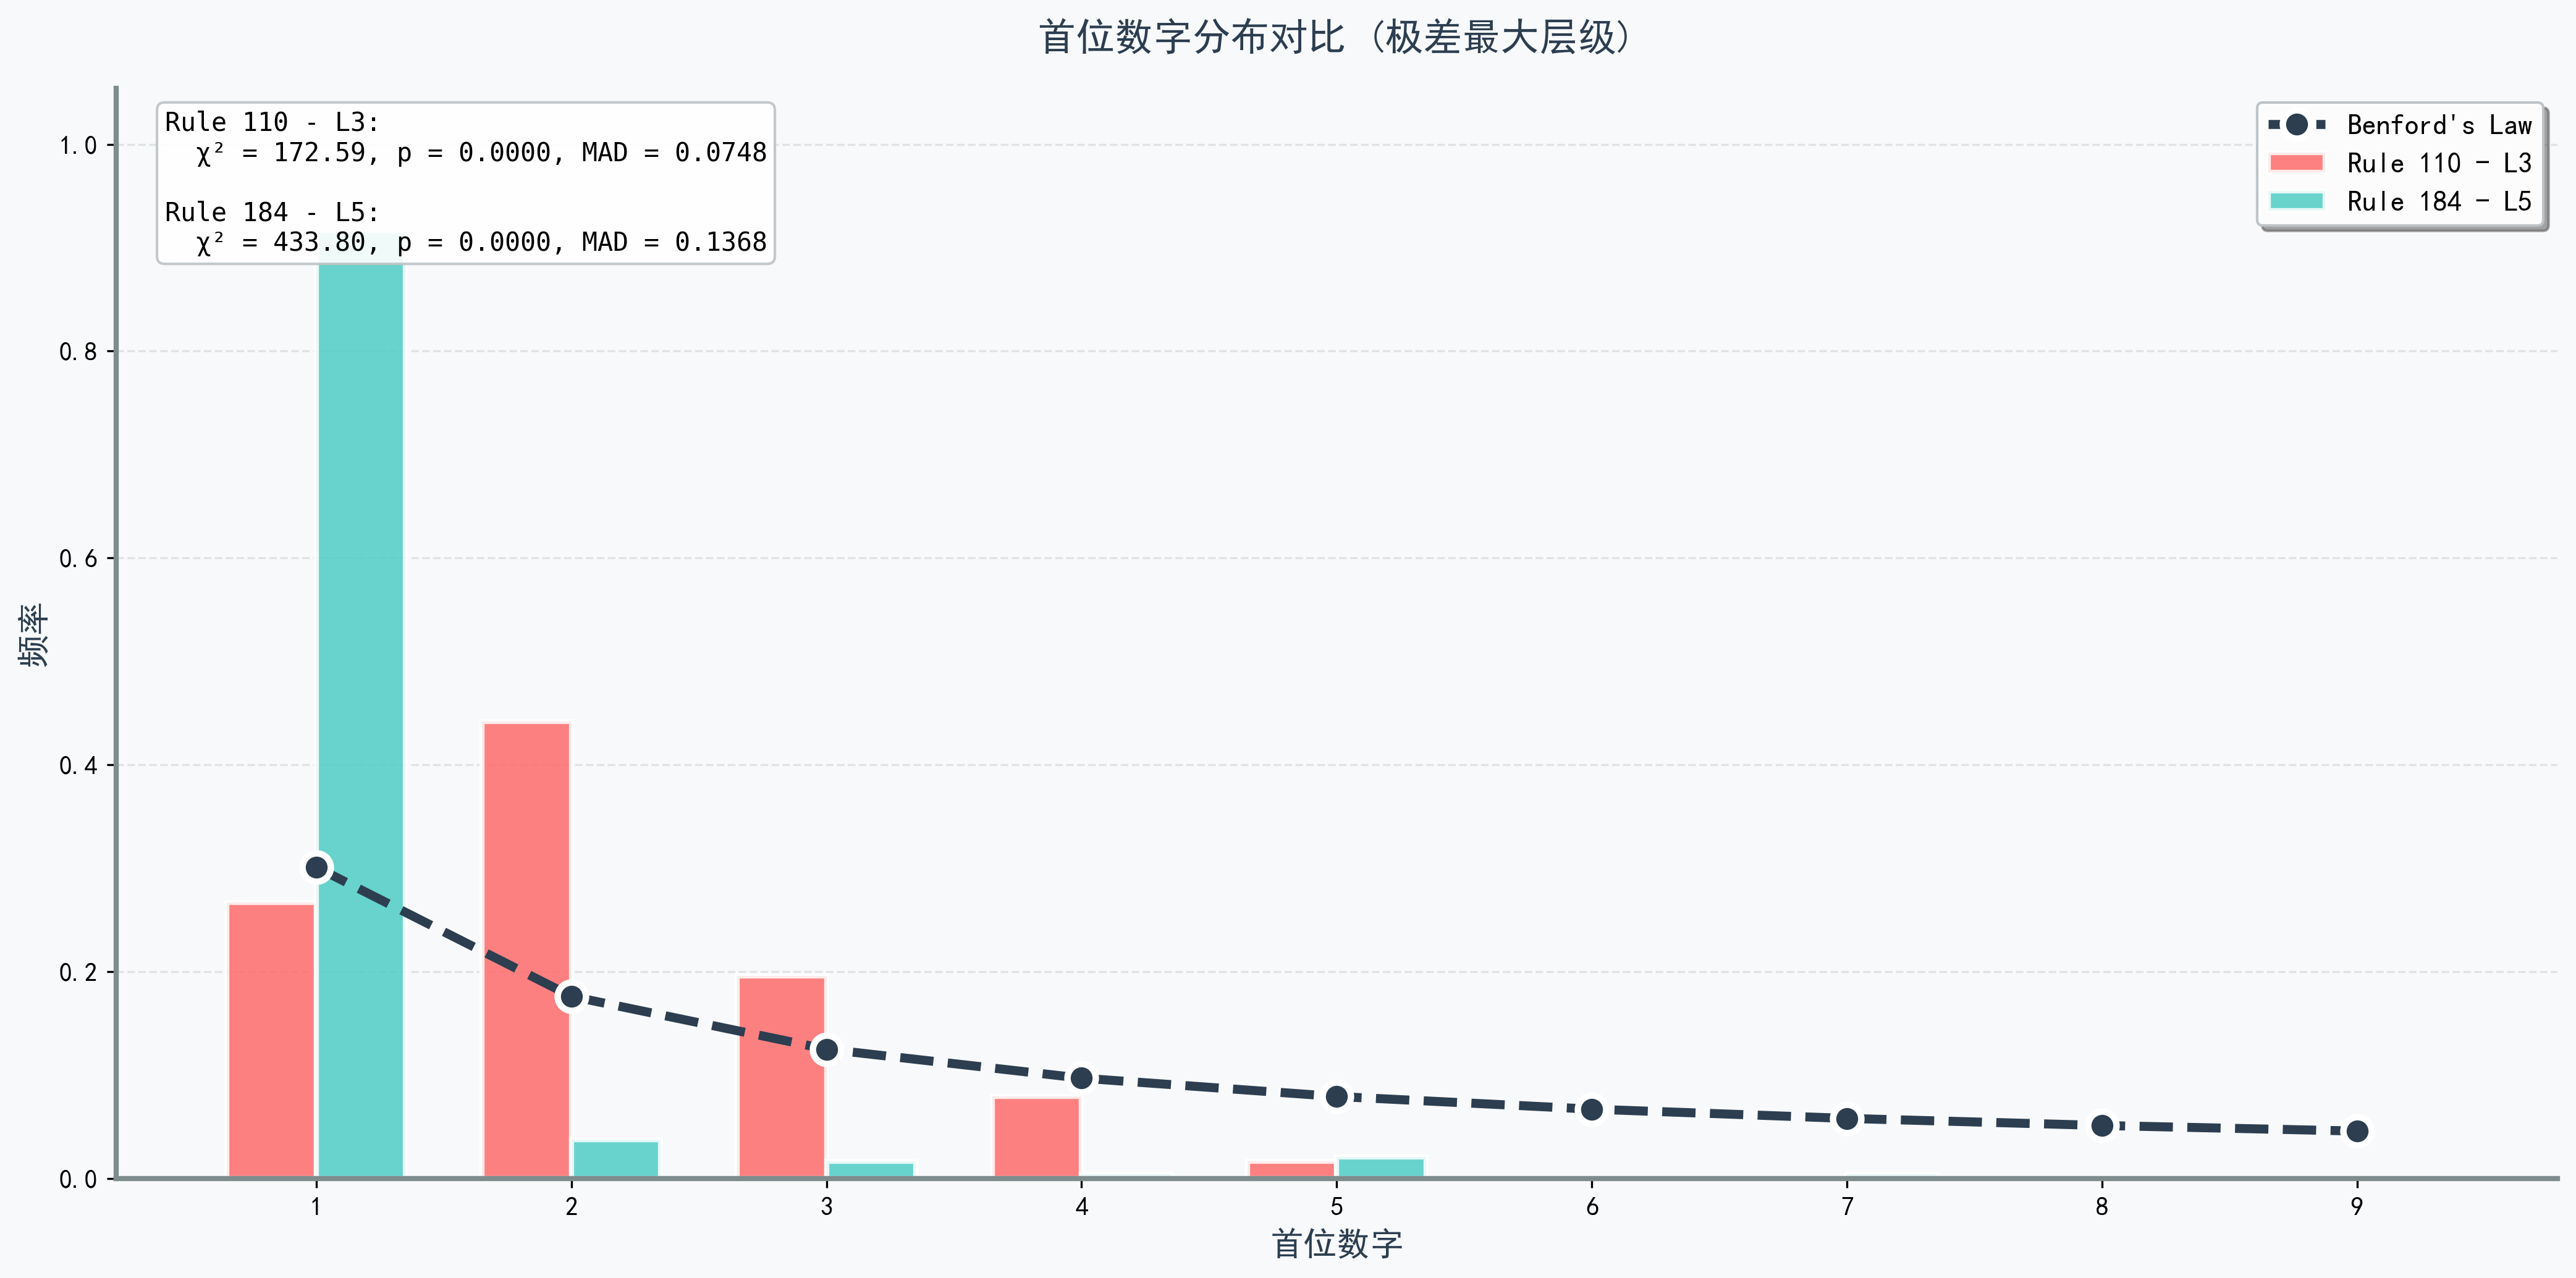 首位数字分布对比 (极差最大层级)
Rule 110 - L3:
χ² = 172.59, p = 0.0000, MAD = 0.0748
Rule 184 - L5:
χ² = 433.80, p = 0.0000, MAD = 0.1368
Benford's Law
Rule 110 - L3
Rule 184 - L5
频率
1.0
0.8
0.6
0.4
0.2
0.0
1 2 3 4 5 6 7 8 9
首位数字